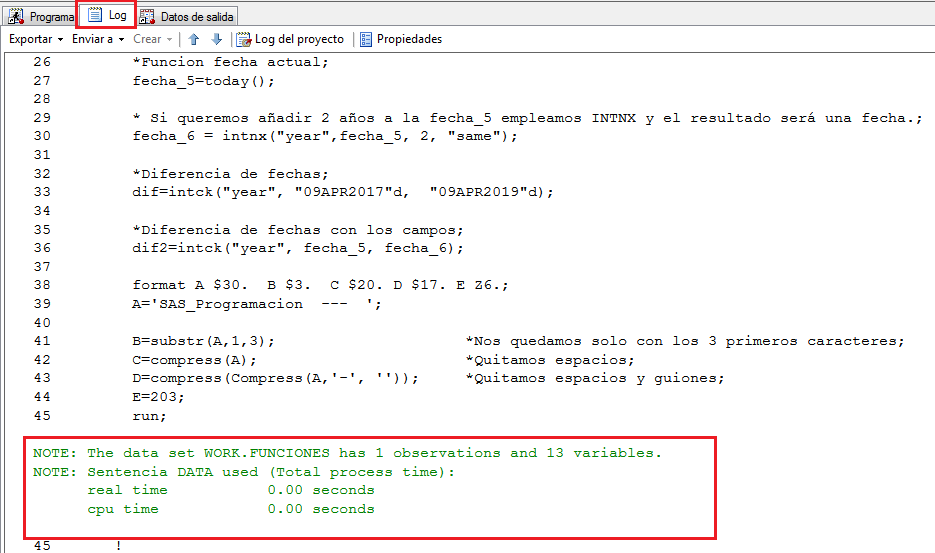 Programa Log Datos de salida
Exportar Enviar a Crear Log del proyecto Propiedades
26 *Funcion fecha actual;
27 fecha_5=today();
28
29 * Si queremos añadir 2 años a la fecha_5 empleamos INTNX y el resultado será una fecha.;
30 fecha_6 = intnx("year",fecha_5, 2, "same");
31
32 *Diferencia de fechas:
33 dif=intck("year", "09APR2017"d,  "09APR2019"d);
34
35 *Diferencia de fechas con los campos;
36 dif2=intck("year", fecha_5, fecha_6);
37
38 format A $30.  B $3.  C $20. D $17. E Z6.;
39 A='SAS_Programacion  ---  ';
40
41 B=substr(A,1,3); *Nos quedamos solo con los 3 primeros caracteres;
42 C=compress(A); *Quitamos espacios;
43 D=compress(Compress(A,'-', '')); *Quitamos espacios y guiones;
44 E=203;
45 run;
NOTE: The data set WORK.FUNCIONES has 1 observations and 13 variables.
NOTE: Sentencia DATA used (Total process time):
real time 0.00 seconds
cpu time 0.00 seconds
45 !